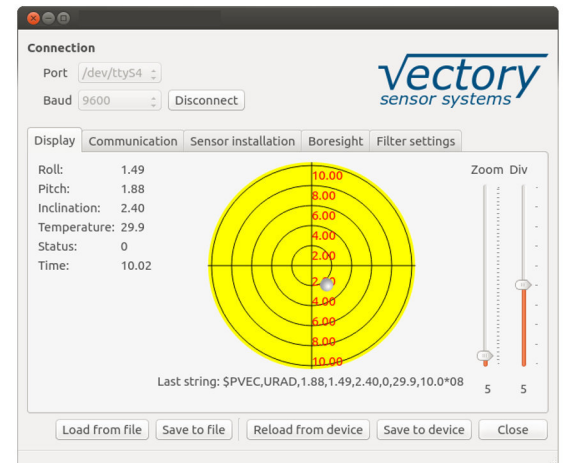 Connection
Port /dev/ttyS4
Baud 9600 Disconnect
Vectory
sensor systems
Display Communication Sensor installation Boresight Filter settings
Roll: 1.49
Pitch: 1.88
Inclination: 2.40
Temperature: 29.9
Status: 0
Time: 10.02
10.00
8.00
6.00
4.00
2.00
2.00
4.00
6.00
8.00
10.00
Zoom Div
5 5
Last string: $PVEC,URAD,1.88,1.49,2.40,0,29.9,10.0*08
Load from file Save to file Reload from device Save to device Close